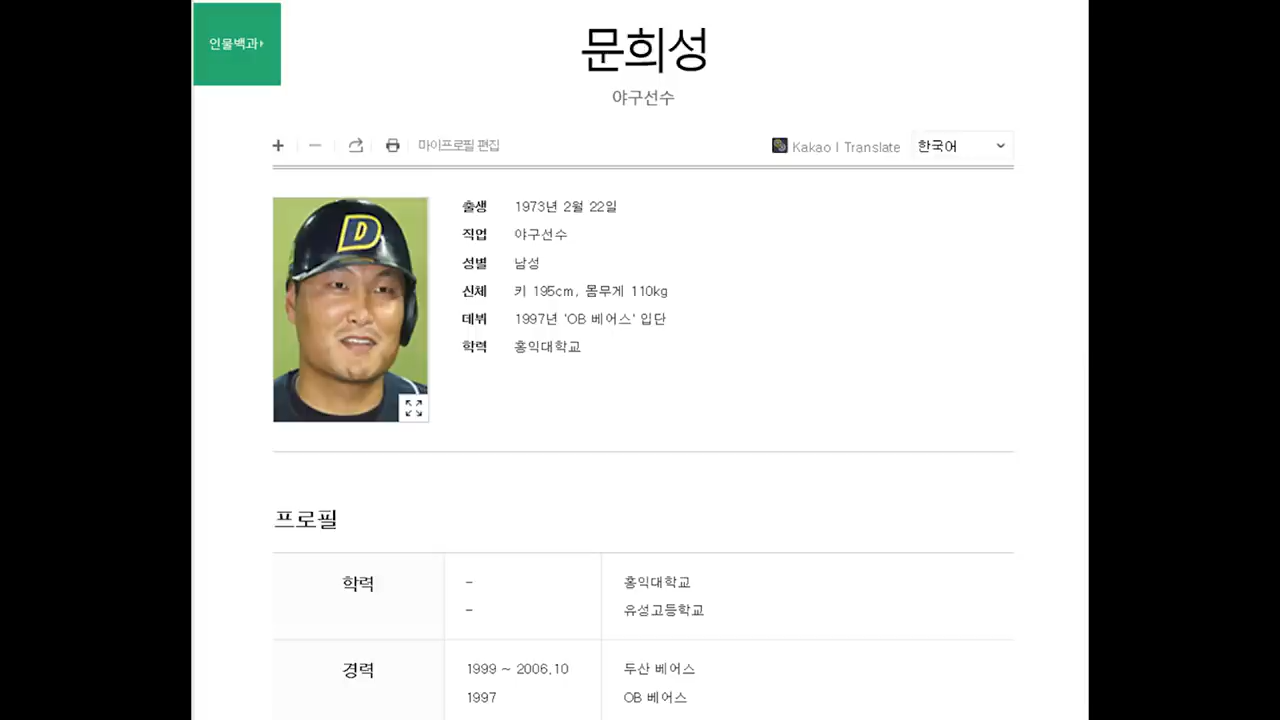 인물백과
문희성
야구선수
마이프로필 편집
Kakao i Translate 한국어
D
출생 1973년 2월 22일
직업 야구선수
성별 남성
신체 키 195cm, 몸무게 110kg
데뷔 1997년 'OB 베어스' 입단
학력 홍익대학교
프로필
학력 - 홍익대학교
- 유성고등학교
경력 1999 ~ 2006.10 두산 베어스
1997 OB 베어스